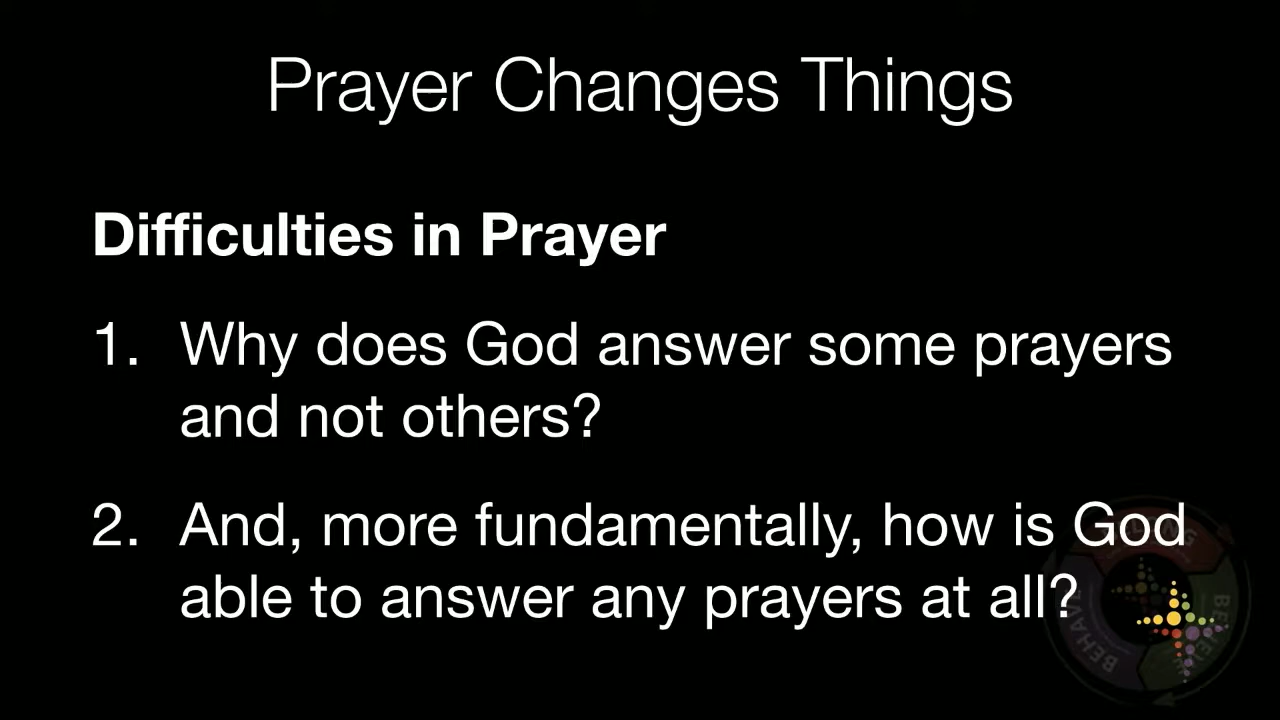 Prayer Changes Things
Difficulties in Prayer
1. Why does God answer some prayers
and not others?
2. And, more fundamentally, how is God
able to answer any prayers at all?
BEHAVE